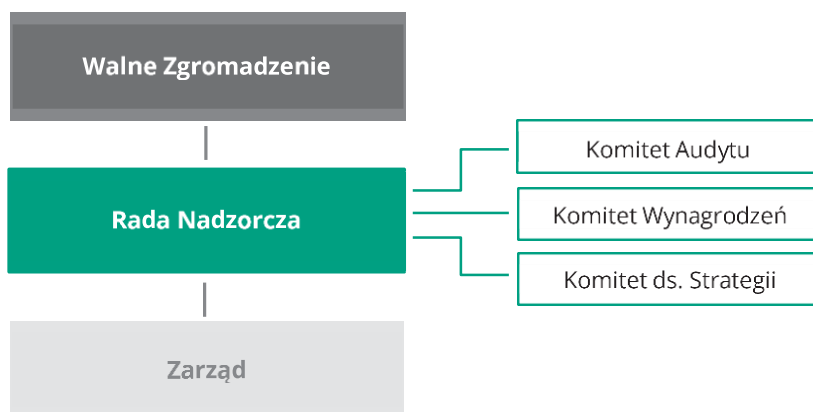 Walne Zgromadzenie
Rada Nadzorcza
Komitet Audytu
Komitet Wynagrodzeń
Komitet ds. Strategii
Zarząd